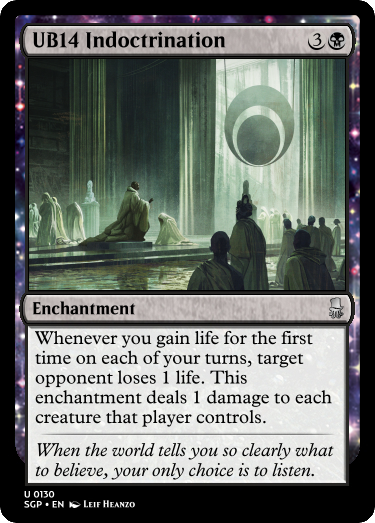 UB14 Indoctrination 3
Enchantment
Whenever you gain life for the first
time on each of your turns, target
opponent loses 1 life. This
enchantment deals 1 damage to each
creature that player controls.
When the world tells you so clearly what
to believe, your only choice is to listen.
U 0130
SGP • EN Leif Heanzo